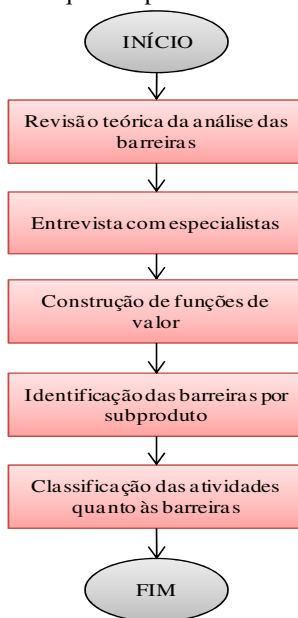 INÍCIO
Revisão teórica da análise das
barreiras
Entrevista com especialistas
Construção de funções de
valor
Identificação das barreiras por
subproduto
Classificação das atividades
quanto às barreiras
FIM